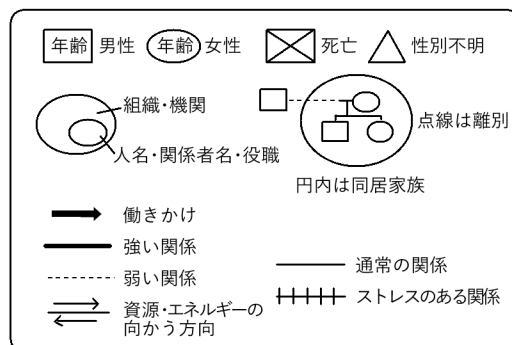 年齢 男性 年齢 女性 死亡 性別不明
組織・機関
人名・関係者名・役職
点線は離別
円内は同居家族
働きかけ
強い関係
弱い関係
資源・エネルギーの
向かう方向
通常の関係
ストレスのある関係